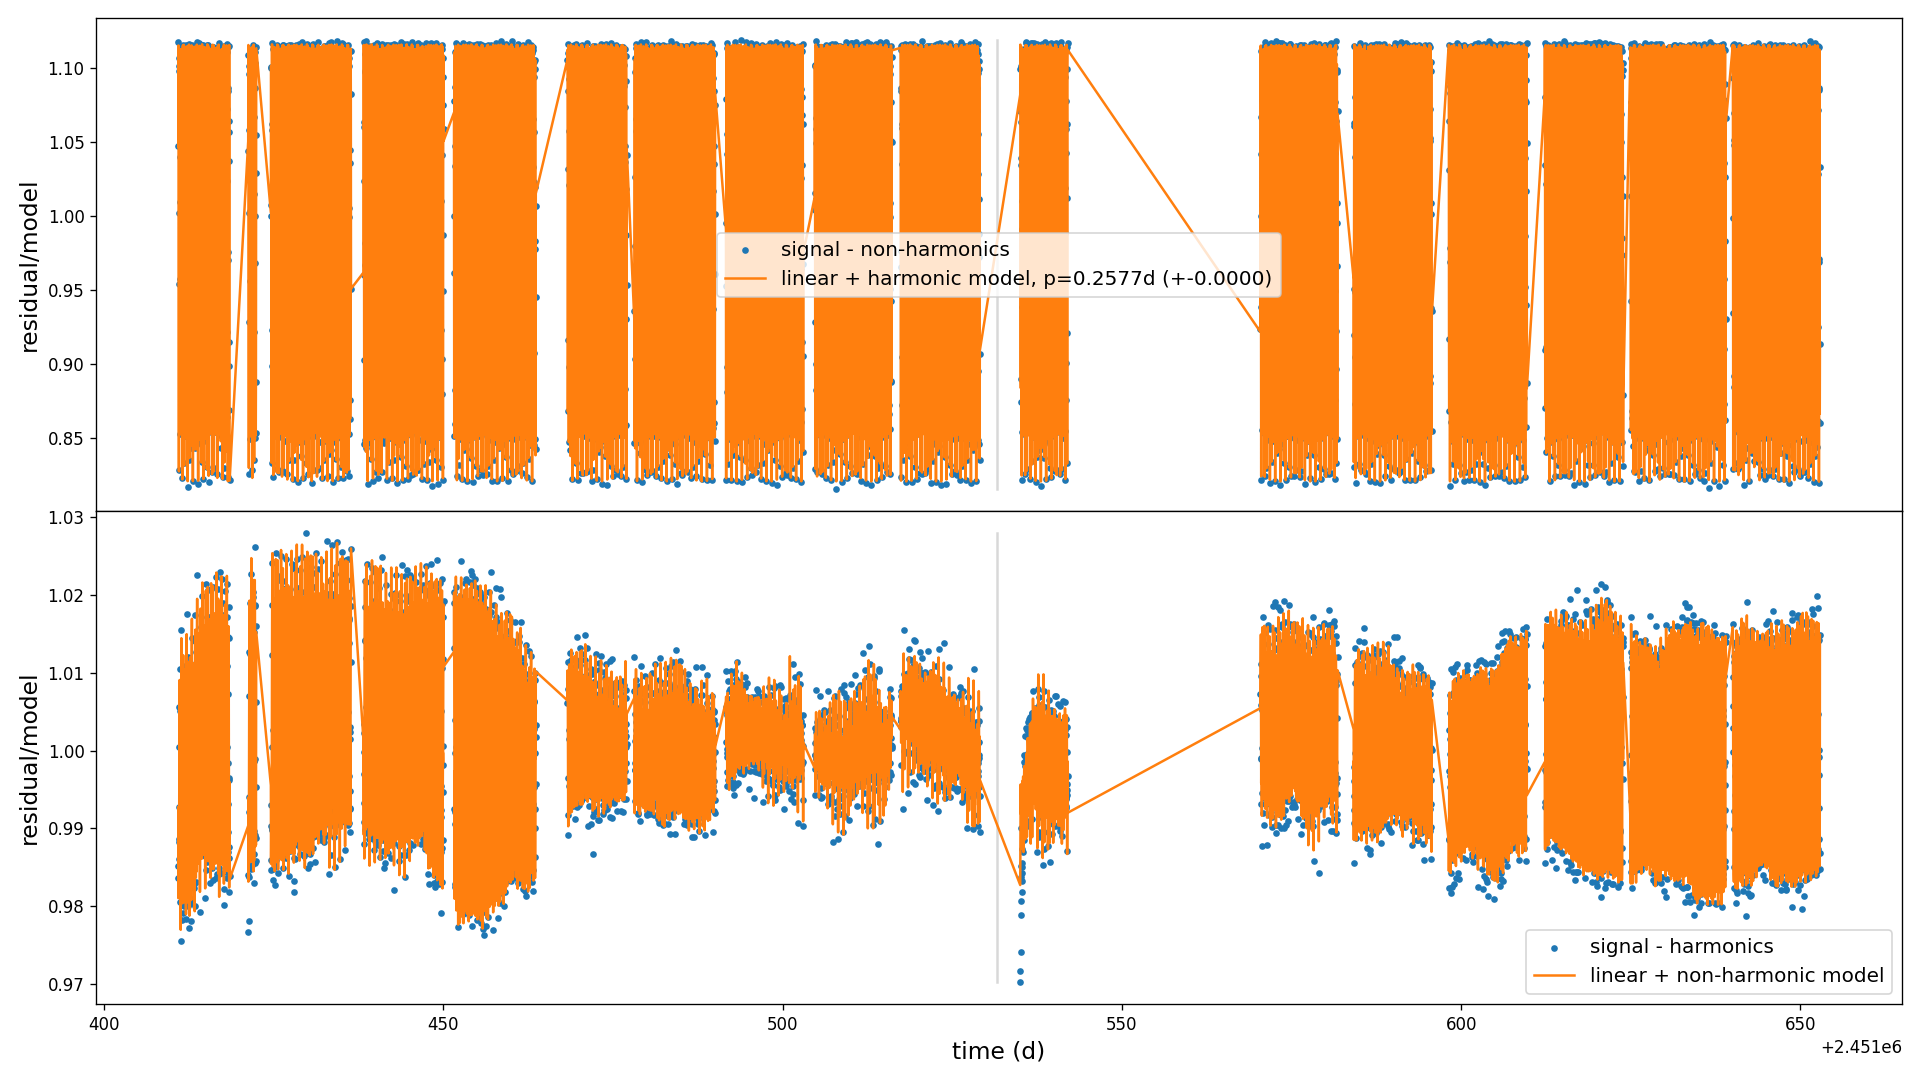 residual/model
1.10
1.05
1.00
0.95
0.90
0.85
signal - non-harmonics
linear + harmonic model, p=0.2577d (+-0.0000)
residual/model
1.03
1.02
1.01
1.00
0.99
0.98
0.97
signal - harmonics
linear + non-harmonic model
400
450
500
550
600
650
time (d)
+2.451e6